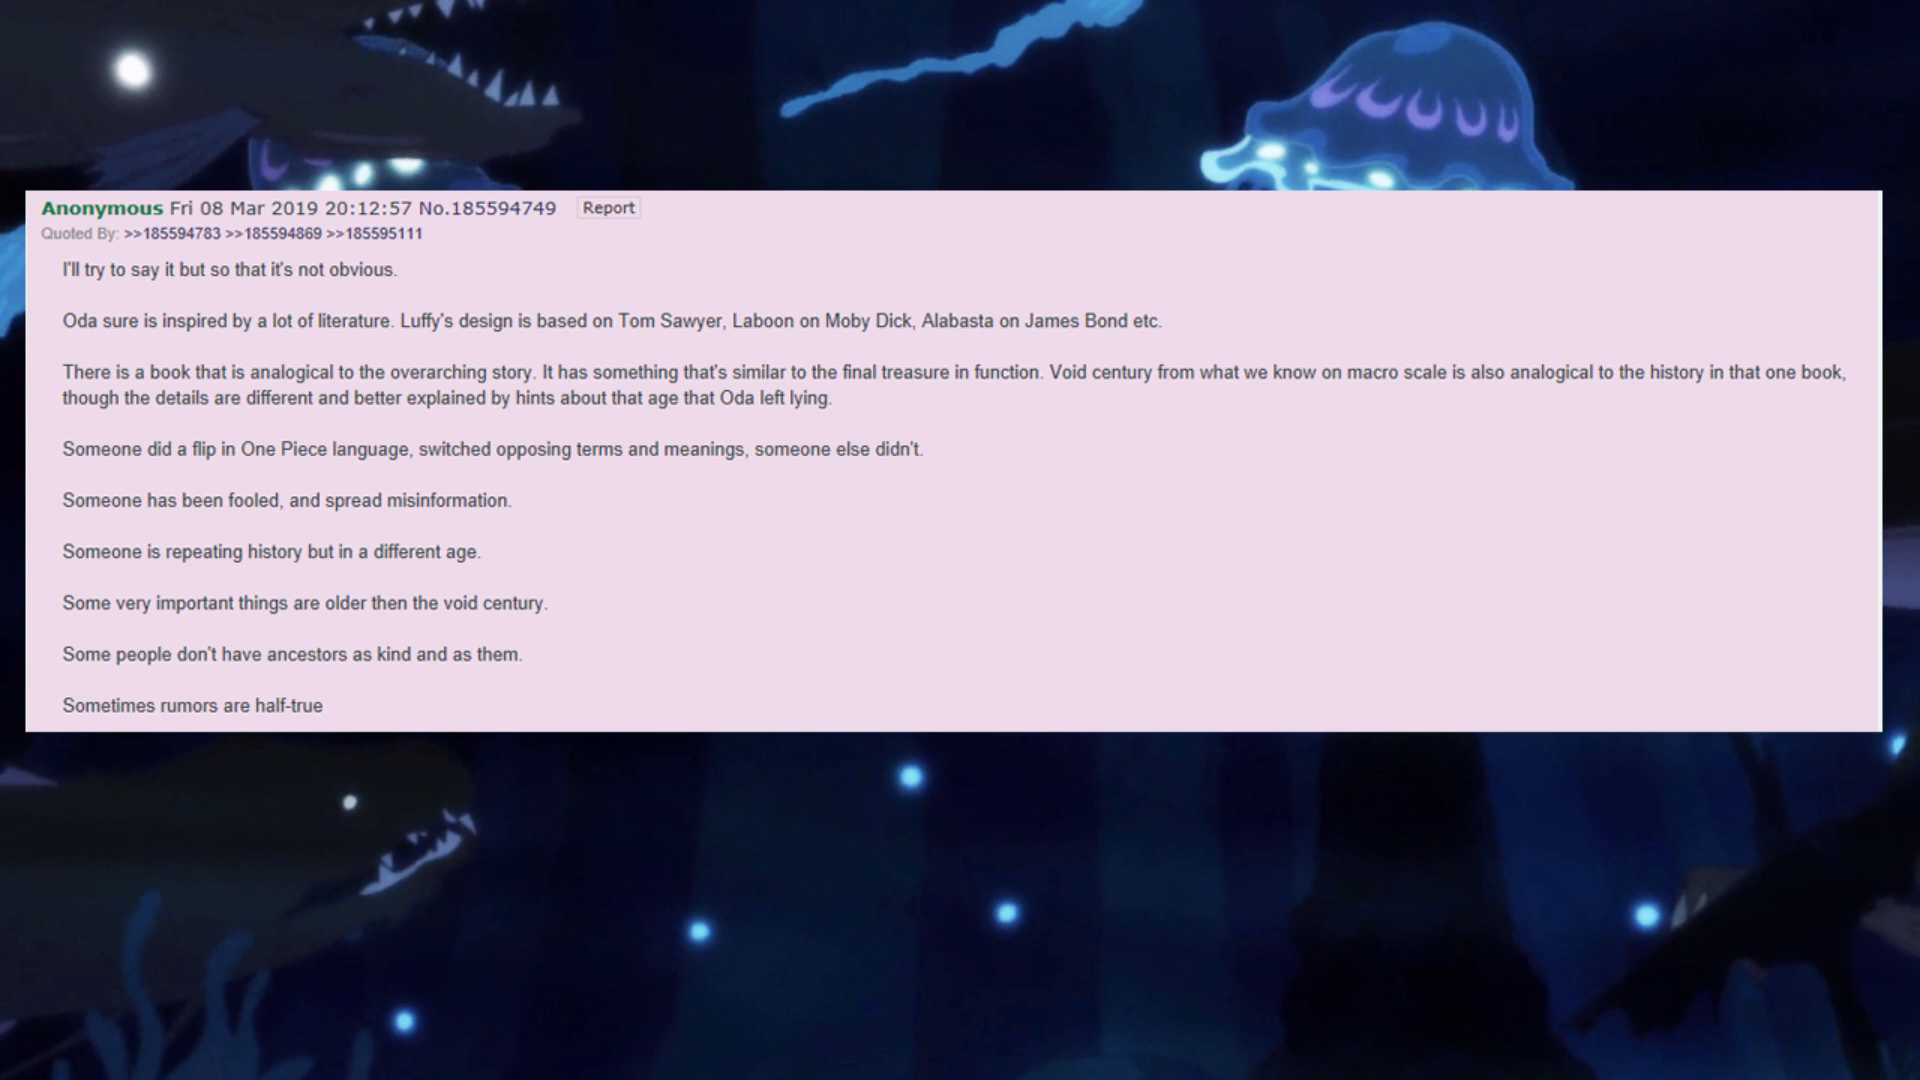 Anonymous Fri 08 Mar 2019 20:12:57 No.185594749 Report
Quoted By: >>185594783 >>185594869 >>185595111
I'll try to say it but so that it's not obvious.
Oda sure is inspired by a lot of literature. Luffy's design is based on Tom Sawyer, Laboon on Moby Dick, Alabasta on James Bond etc.
There is a book that is analogical to the overarching story. It has something that's similar to the final treasure in function. Void century from what we know on macro scale is also analogical to the history in that one book,
though the details are different and better explained by hints about that age that Oda left lying.
Someone did a flip in One Piece language, switched opposing terms and meanings, someone else didn't.
Someone has been fooled, and spread misinformation.
Someone is repeating history but in a different age.
Some very important things are older then the void century.
Some people don't have ancestors as kind and as them.
Sometimes rumors are half-true